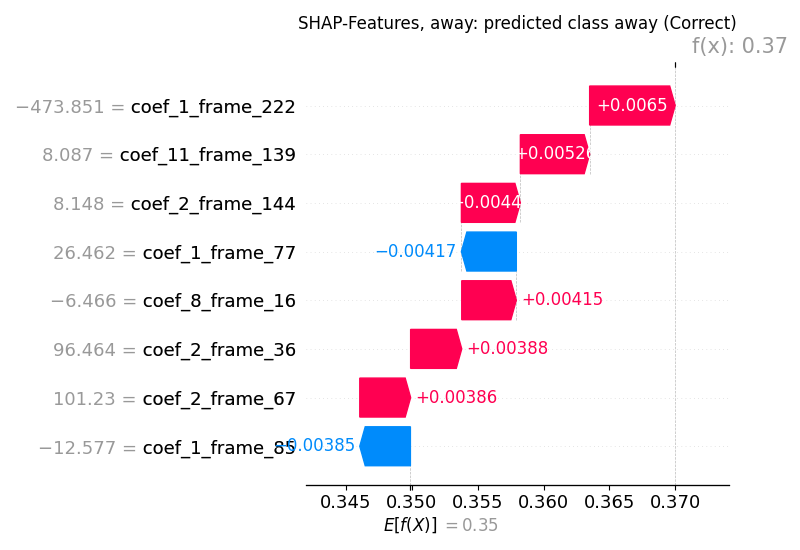 SHAP-Features, away: predicted class away (Correct)
f(x): 0.37
−473.851 = coef_1_frame_222 +0.0065
8.087 = coef_11_frame_139 +0.00526
8.148 = coef_2_frame_144 +0.0044
26.462 = coef_1_frame_77 −0.00417
−6.466 = coef_8_frame_16 +0.00415
96.464 = coef_2_frame_36 +0.00388
101.23 = coef_2_frame_67 +0.00386
−12.577 = coef_1_frame_85 −0.00385
0.345 0.350 0.355 0.360 0.365 0.370
E[f(X)] = 0.35